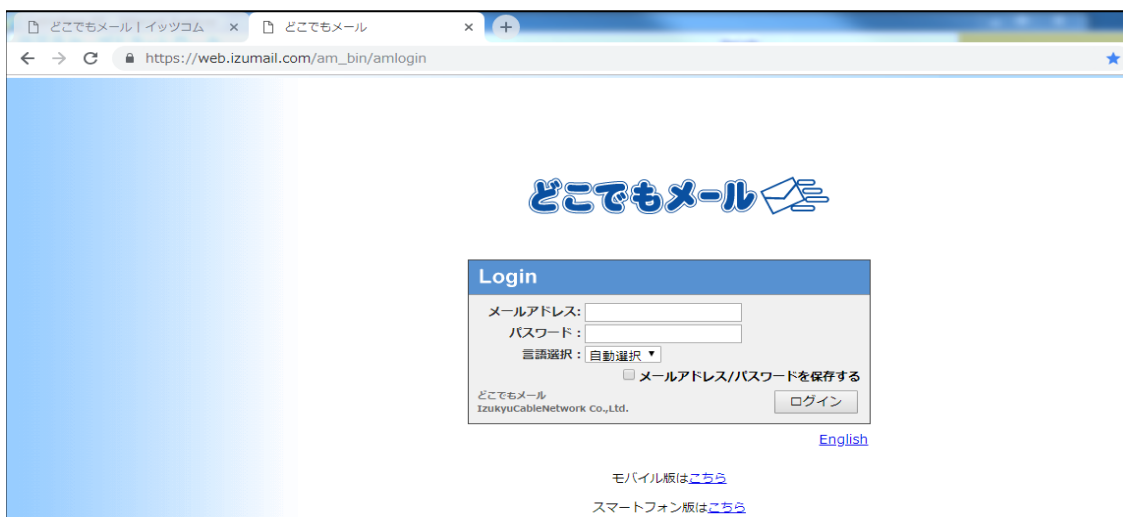 どこでもメール | イッツコム × どこでもメール × +
https://web.izumail.com/am_bin/amlogin
どこでもメール
Login
メールアドレス:
パスワード:
言語選択: 自動選択 ▼
メールアドレス/パスワードを保存する
どこでもメール
IzukyuCableNetwork Co.,Ltd.
ログイン
English
モバイル版はこちら
スマートフォン版はこちら